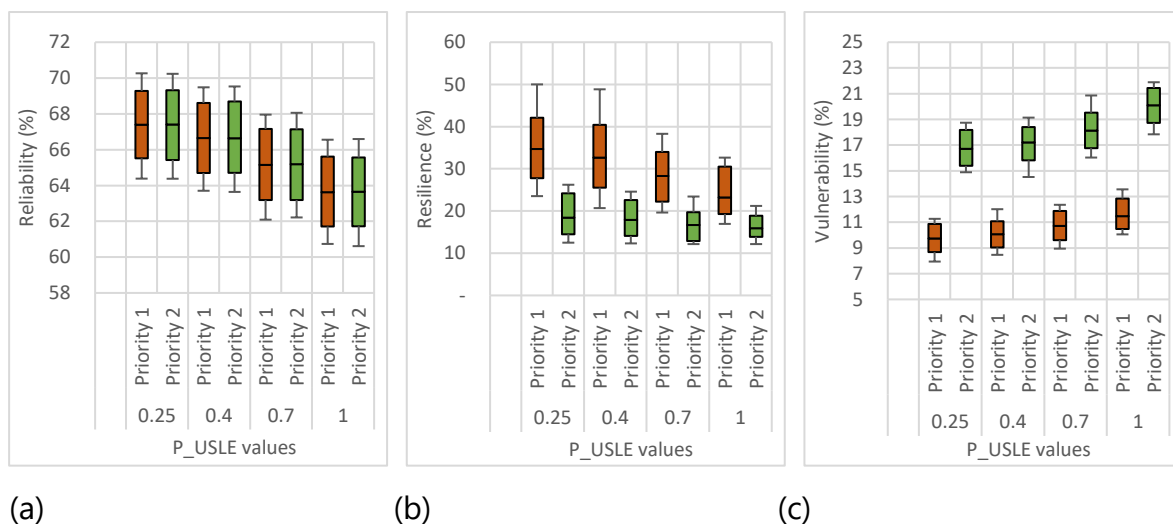 72
70
68
66
64
62
60
58
Reliability (%)
Priority 1
Priority 2
Priority 1
Priority 2
Priority 1
Priority 2
Priority 1
Priority 2
0.25 0.4 0.7 1
P_USLE values
(a)
60
50
40
30
20
10
-
Resilience (%)
Priority 1
Priority 2
Priority 1
Priority 2
Priority 1
Priority 2
Priority 1
Priority 2
0.25 0.4 0.7 1
P_USLE values
(b)
25
23
21
19
17
15
13
11
9
7
5
Vulnerability (%)
Priority 1
Priority 2
Priority 1
Priority 2
Priority 1
Priority 2
Priority 1
Priority 2
0.25 0.4 0.7 1
P_USLE values
(c)